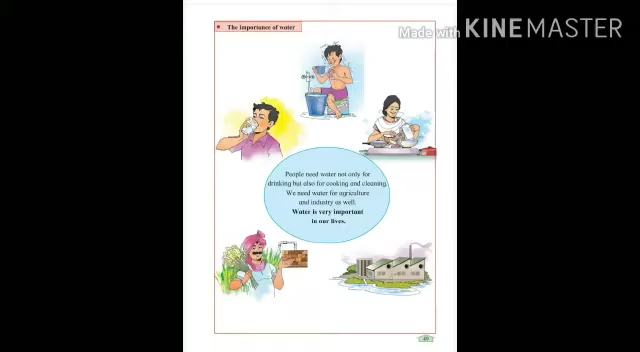 The importance of water
Made with KINEMASTER
People need water not only for
drinking but also for cooking and cleaning.
We need water for agriculture
and industry as well.
Water is very important
in our lives.
49